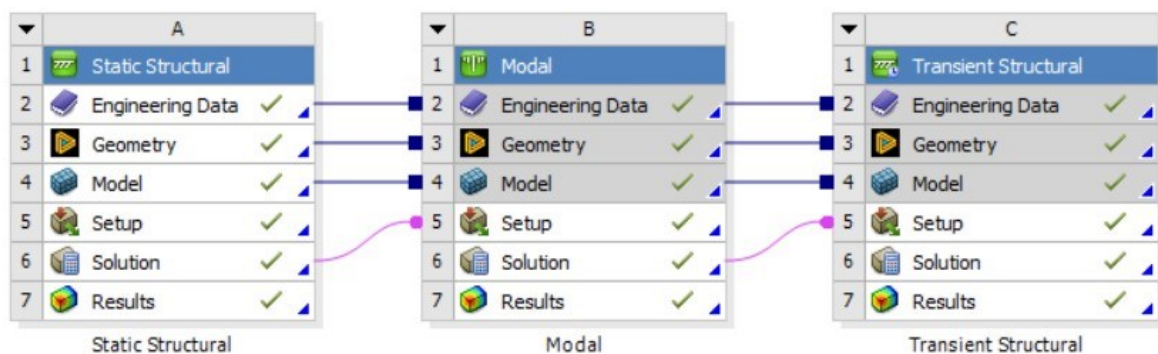 A
1 Static Structural
2 Engineering Data
3 Geometry
4 Model
5 Setup
6 Solution
7 Results
Static Structural
B
1 Modal
2 Engineering Data
3 Geometry
4 Model
5 Setup
6 Solution
7 Results
Modal
C
1 Transient Structural
2 Engineering Data
3 Geometry
4 Model
5 Setup
6 Solution
7 Results
Transient Structural